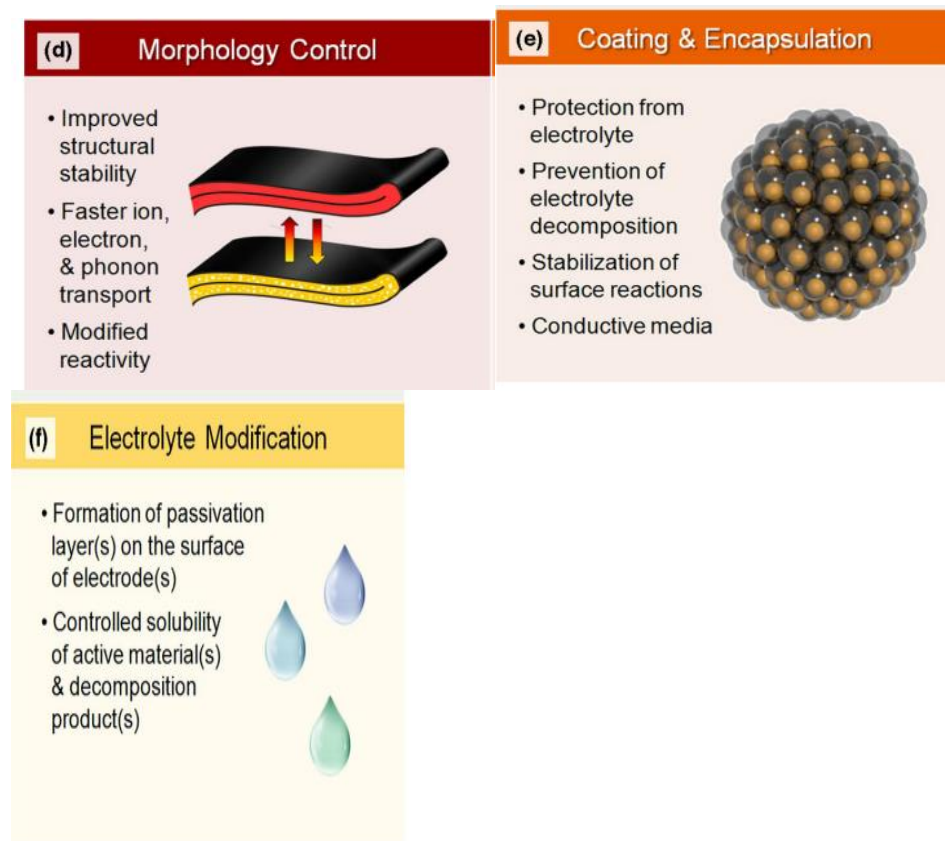 (d) Morphology Control
• Improved
structural
stability
• Faster ion,
electron,
& phonon
transport
• Modified
reactivity
(e) Coating & Encapsulation
• Protection from
electrolyte
• Prevention of
electrolyte
decomposition
• Stabilization of
surface reactions
• Conductive media
(f) Electrolyte Modification
• Formation of passivation
layer(s) on the surface
of electrode(s)
• Controlled solubility
of active material(s)
& decomposition
product(s)